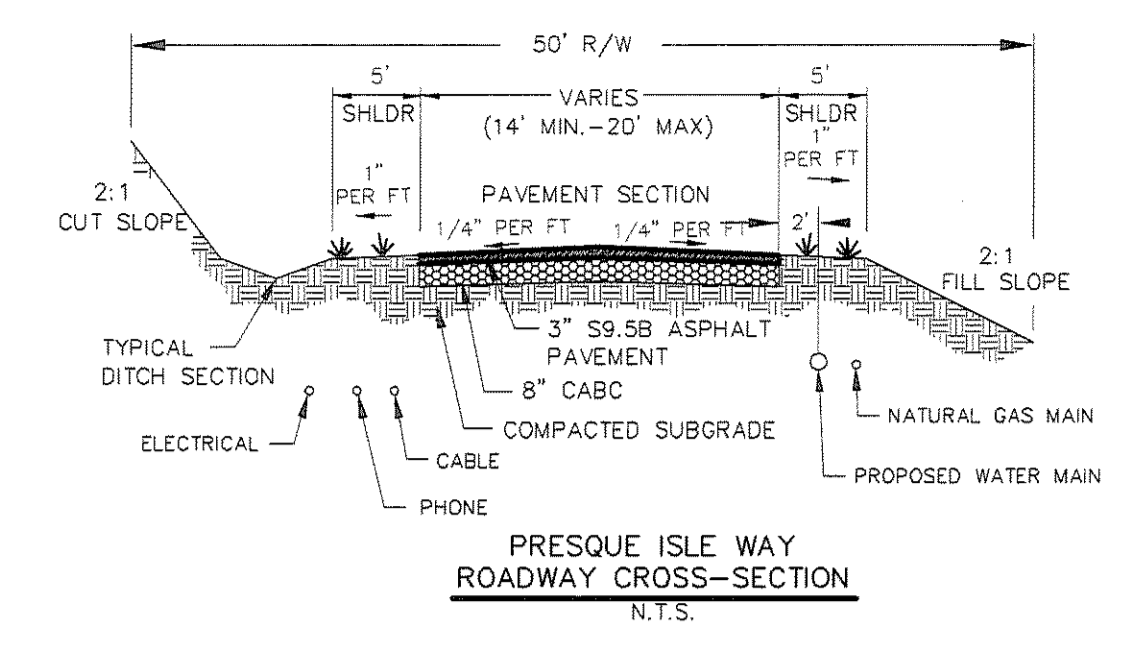 50' R/W
5'
SHLDR
VARIES
(14' MIN.-20' MAX)
5'
SHLDR
1"
PER FT
1"
PER FT
2:1
CUT SLOPE
PAVEMENT SECTION
1/4" PER FT
1/4" PER FT
2'
2:1
FILL SLOPE
TYPICAL
DITCH SECTION
3" S9.5B ASPHALT
PAVEMENT
8" CABC
COMPACTED SUBGRADE
ELECTRICAL
CABLE
PHONE
NATURAL GAS MAIN
PROPOSED WATER MAIN
PRESQUE ISLE WAY
ROADWAY CROSS-SECTION
N.T.S.